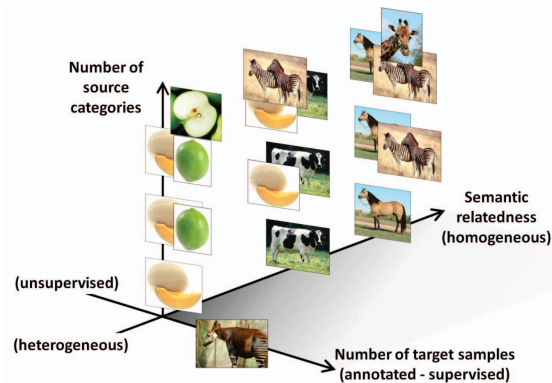 Number of
source
categories
Semantic
relatedness
(homogeneous)
(unsupervised)
(heterogeneous)
Number of target samples
(annotated - supervised)